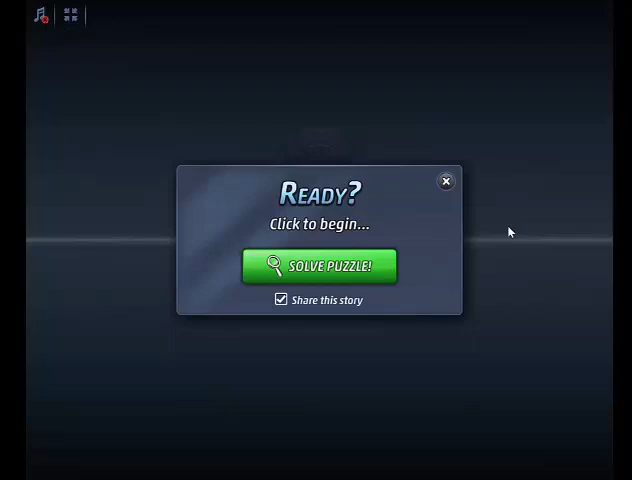 READY?
Click to begin...
SOLVE PUZZLE!
Share this story